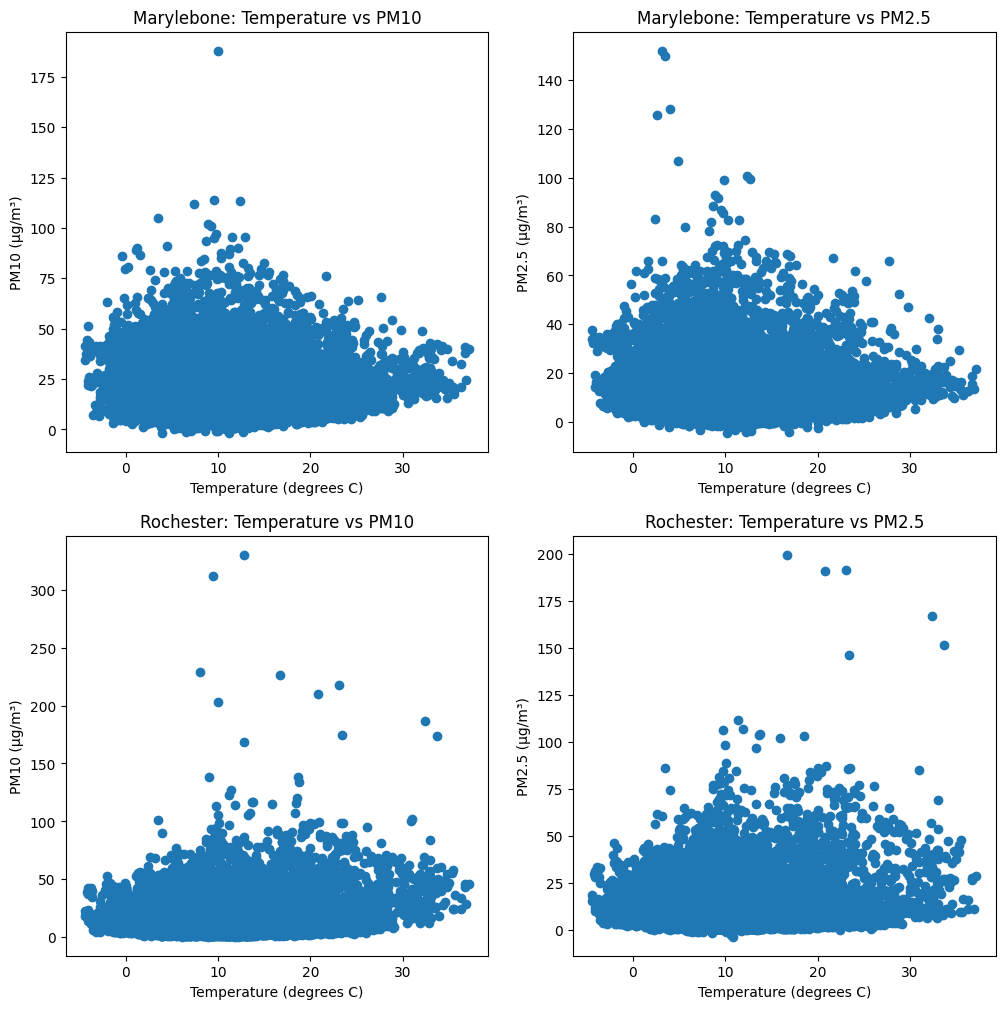 Marylebone: Temperature vs PM10
PM10 (µg/m³)
175
150
125
100
75
50
25
0
0 10 20 30
Temperature (degrees C)
Marylebone: Temperature vs PM2.5
PM2.5 (µg/m³)
140
120
100
80
60
40
20
0
0 10 20 30
Temperature (degrees C)
Rochester: Temperature vs PM10
PM10 (µg/m³)
300
250
200
150
100
50
0
0 10 20 30
Temperature (degrees C)
Rochester: Temperature vs PM2.5
PM2.5 (µg/m³)
200
175
150
125
100
75
50
25
0
0 10 20 30
Temperature (degrees C)